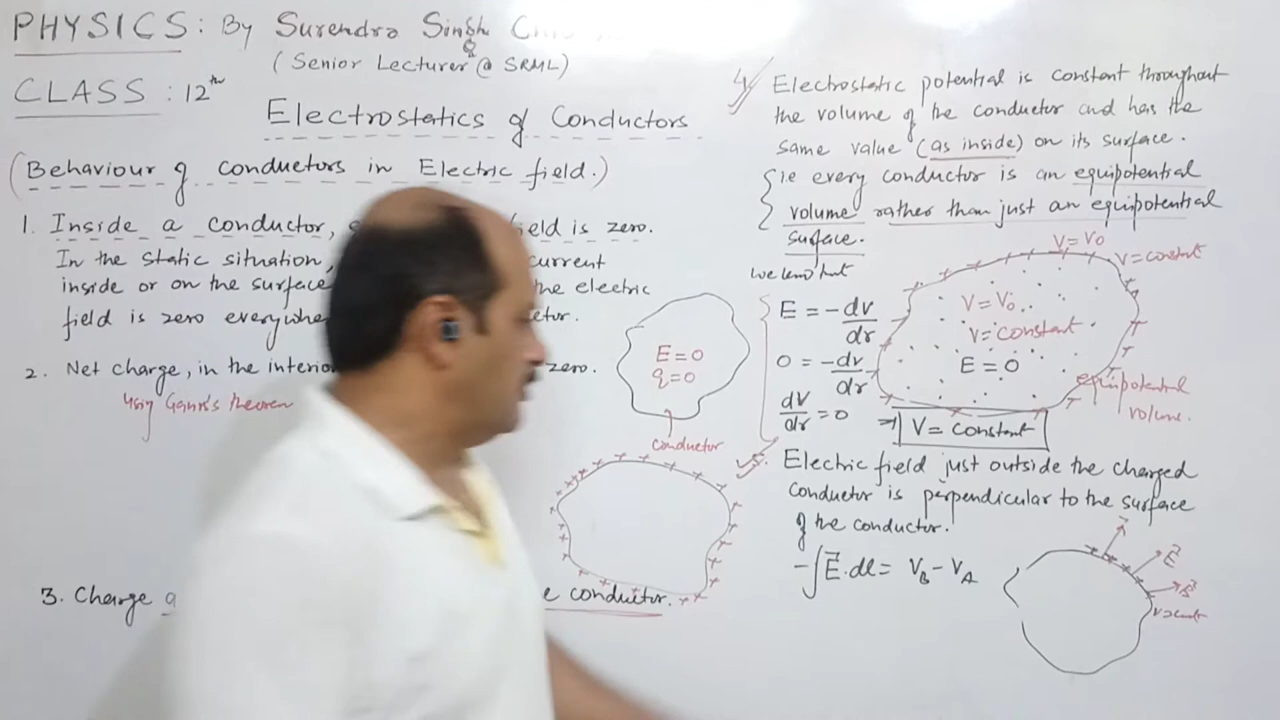 PHYSICS: By Surendra Singh
(Senior Lecturer @ SRML)
CLASS : 12th
Electrostatics of Conductors
(Behaviour of conductors in Electric field.)
1. Inside a conductor, field is zero.
In the static situation, current
inside or on the surface the electric
field is zero everywhe ctor.
2. Net charge, in the interio zero.
Using Gauss's theorem
E = 0
q = 0
conductor
3. Charge e conductor.
4. Electrostatic potential is constant throughout
the volume of the conductor and has the
same value (as inside) on its surface.
i.e every conductor is an equipotential
volume rather than just an equipotential
surface.
we know that
E = -dv/dr
0 = -dv/dr
dV/dr = 0
⇒ V = constant
V = V0
V = constant
V = V0
V = constant
E = 0
equipotential
volume.
5. Electric field just outside the charged
conductor is perpendicular to the surface
of the conductor.
-∫E⃗.dl = VB - VA
E⃗
E⃗